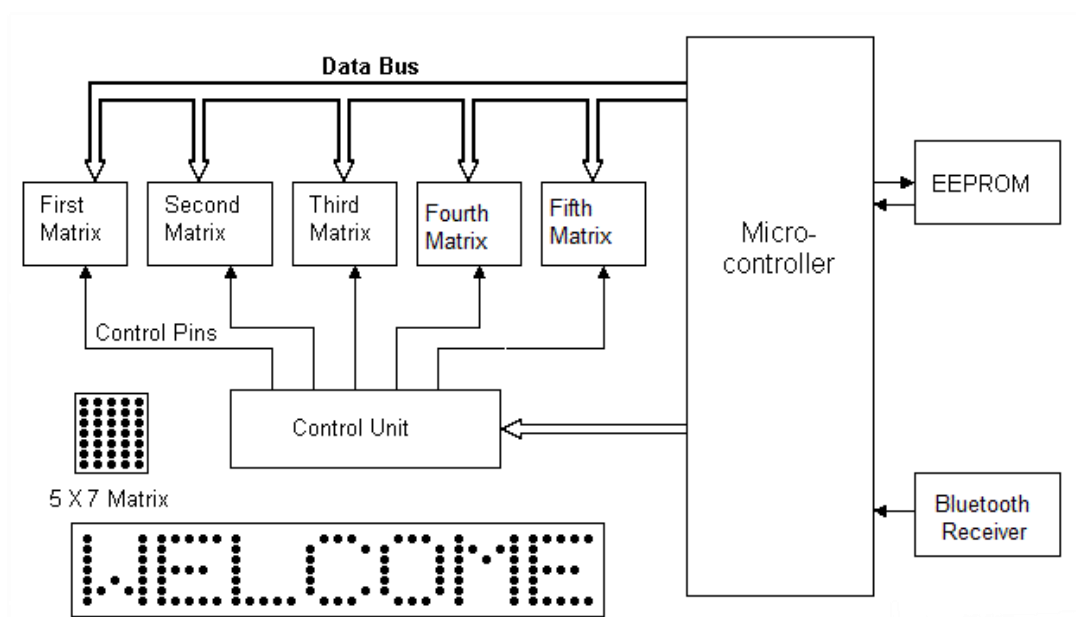 Data Bus
First
Matrix
Second
Matrix
Third
Matrix
Fourth
Matrix
Fifth
Matrix
Micro-
controller
EEPROM
Control Pins
Control Unit
5 X 7 Matrix
Bluetooth
Receiver
WELCOME